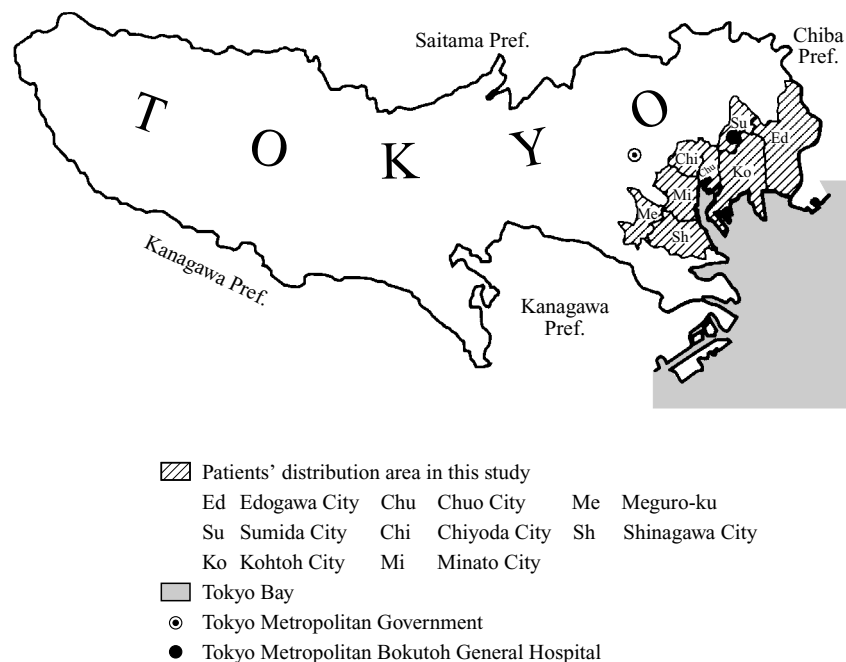 Saitama Pref.
Chiba
Pref.
T O K Y O
Su
Ed
Chi
Chu
Ko
Mi
Me
Sh
Kanagawa Pref.
Kanagawa
Pref.
Patients' distribution area in this study
Ed Edogawa City Chu Chuo City Me Meguro-ku
Su Sumida City Chi Chiyoda City Sh Shinagawa City
Ko Kohtoh City Mi Minato City
Tokyo Bay
Tokyo Metropolitan Government
Tokyo Metropolitan Bokutoh General Hospital